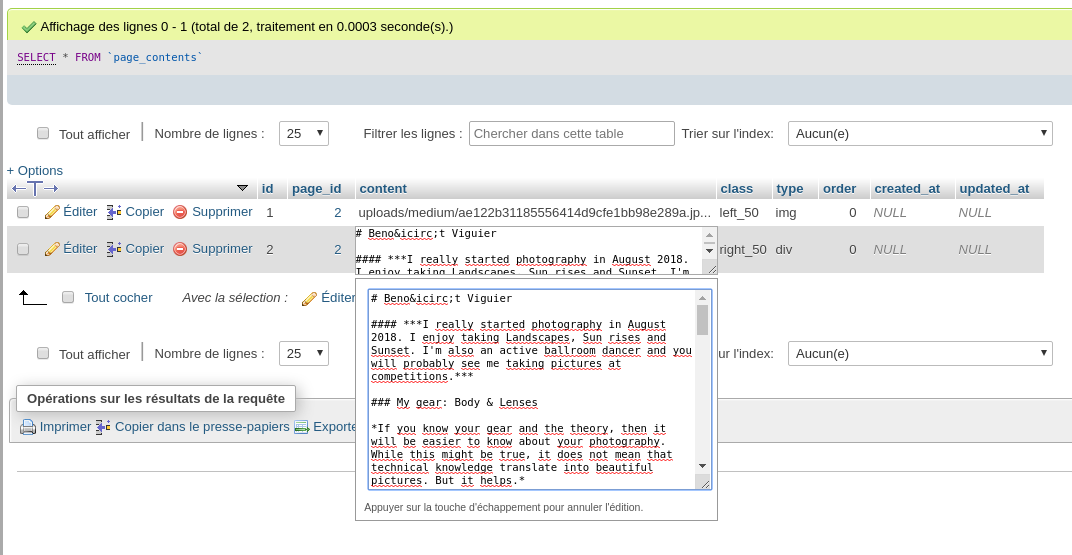 Affichage des lignes 0 - 1 (total de 2, traitement en 0.0003 seconde(s).)
SELECT * FROM `page_contents`
Tout afficher Nombre de lignes : 25 Filtrer les lignes : Chercher dans cette table Trier sur l'index: Aucun(e)
+ Options
←T→ id page_id content class type order created_at updated_at
Éditer Copier Supprimer 1 2 uploads/medium/ae122b31185556414d9cfe1bb98e289a.jp... left_50 img 0 NULL NULL
Éditer Copier Supprimer 2 2 right_50 div 0 NULL NULL
# Beno&icirc;t Viguier
#### ***I really started photography in August 2018.
I enjoy taking Landscapes, Sun rises and Sunset. I'm
Tout cocher Avec la sélection : Éditer
# Beno&icirc;t Viguier
#### ***I really started photography in August
2018. I enjoy taking Landscapes, Sun rises and
Sunset. I'm also an active ballroom dancer and you
will probably see me taking pictures at
competitions.***
### My gear: Body & Lenses
*If you know your gear and the theory, then it
will be easier to know about your photography.
While this might be true, it does not mean that
technical knowledge translate into beautiful
pictures. But it helps.*
Appuyer sur la touche d'échappement pour annuler l'édition.
Tout afficher Nombre de lignes : 25 ur l'index: Aucun(e)
Opérations sur les résultats de la requête
Imprimer Copier dans le presse-papiers Exporte